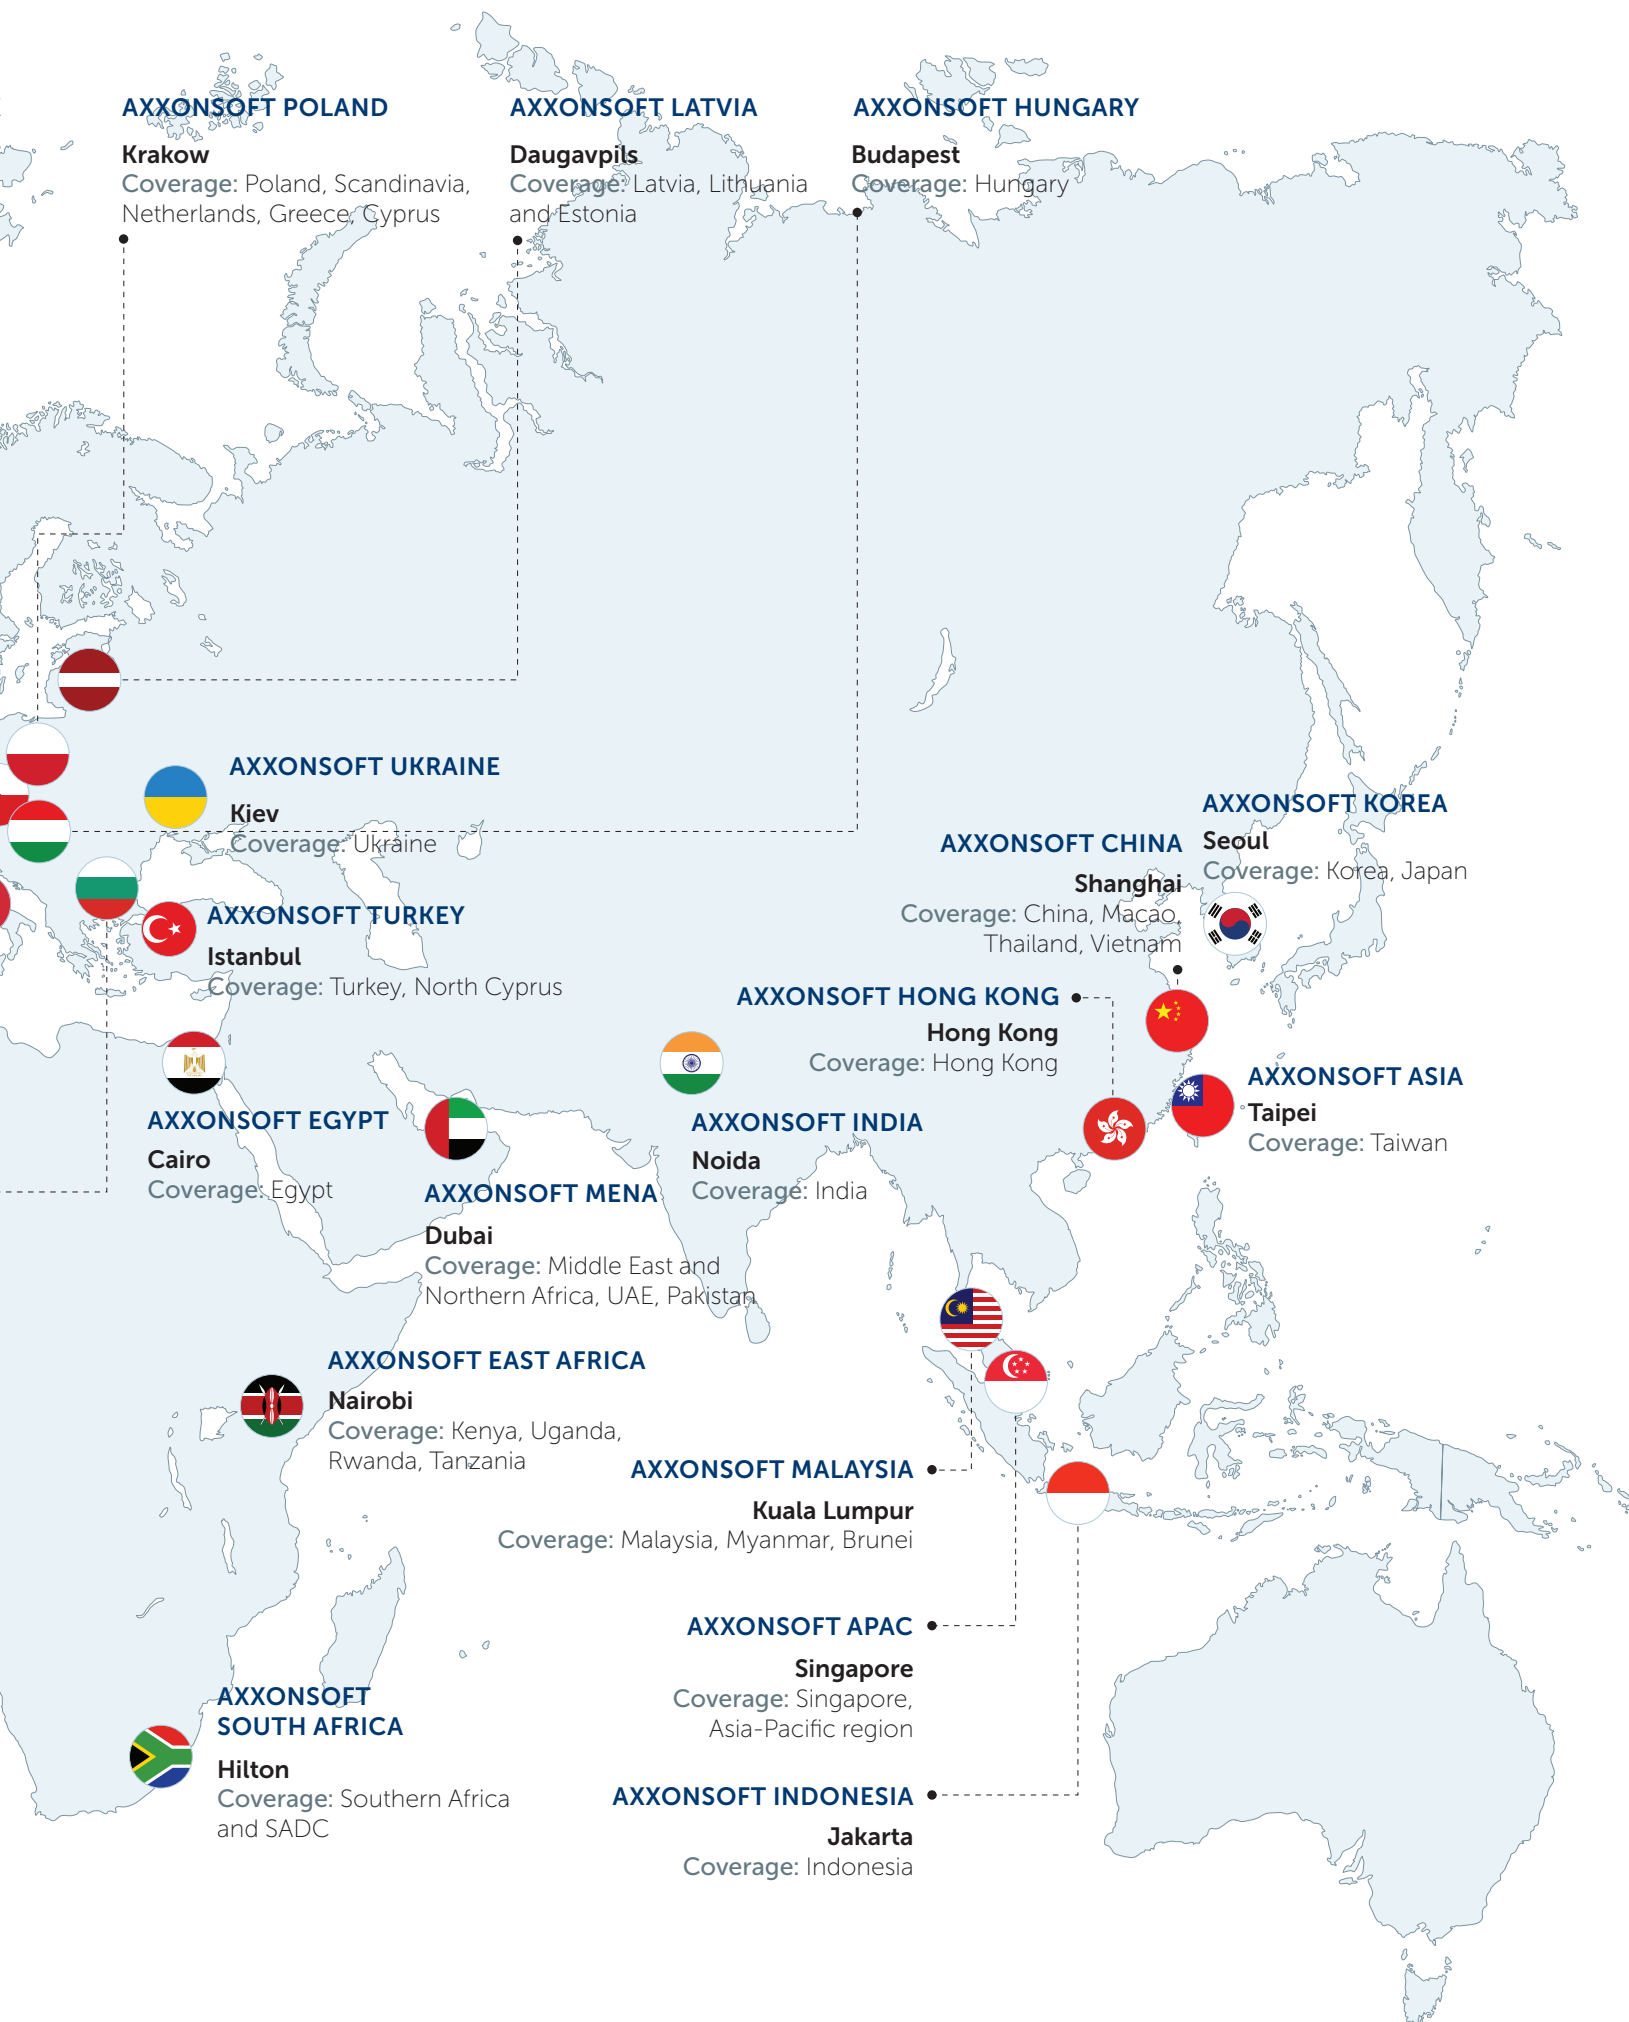 AXXONSOFT POLAND
Krakow
Coverage: Poland, Scandinavia,
Netherlands, Greece, Cyprus
AXXONSOFT LATVIA
Daugavpils
Coverage: Latvia, Lithuania
and Estonia
AXXONSOFT HUNGARY
Budapest
Coverage: Hungary
AXXONSOFT UKRAINE
Kiev
Coverage: Ukraine
AXXONSOFT KOREA
Seoul
Coverage: Korea, Japan
AXXONSOFT CHINA
Shanghai
Coverage: China, Macao,
Thailand, Vietnam
AXXONSOFT TURKEY
Istanbul
Coverage: Turkey, North Cyprus
AXXONSOFT HONG KONG
Hong Kong
Coverage: Hong Kong
AXXONSOFT ASIA
Taipei
Coverage: Taiwan
AXXONSOFT EGYPT
Cairo
Coverage: Egypt
AXXONSOFT INDIA
Noida
Coverage: India
AXXONSOFT MENA
Dubai
Coverage: Middle East and
Northern Africa, UAE, Pakistan
AXXONSOFT EAST AFRICA
Nairobi
Coverage: Kenya, Uganda,
Rwanda, Tanzania
AXXONSOFT MALAYSIA
Kuala Lumpur
Coverage: Malaysia, Myanmar, Brunei
AXXONSOFT APAC
Singapore
Coverage: Singapore,
Asia-Pacific region
AXXONSOFT
SOUTH AFRICA
Hilton
Coverage: Southern Africa
and SADC
AXXONSOFT INDONESIA
Jakarta
Coverage: Indonesia